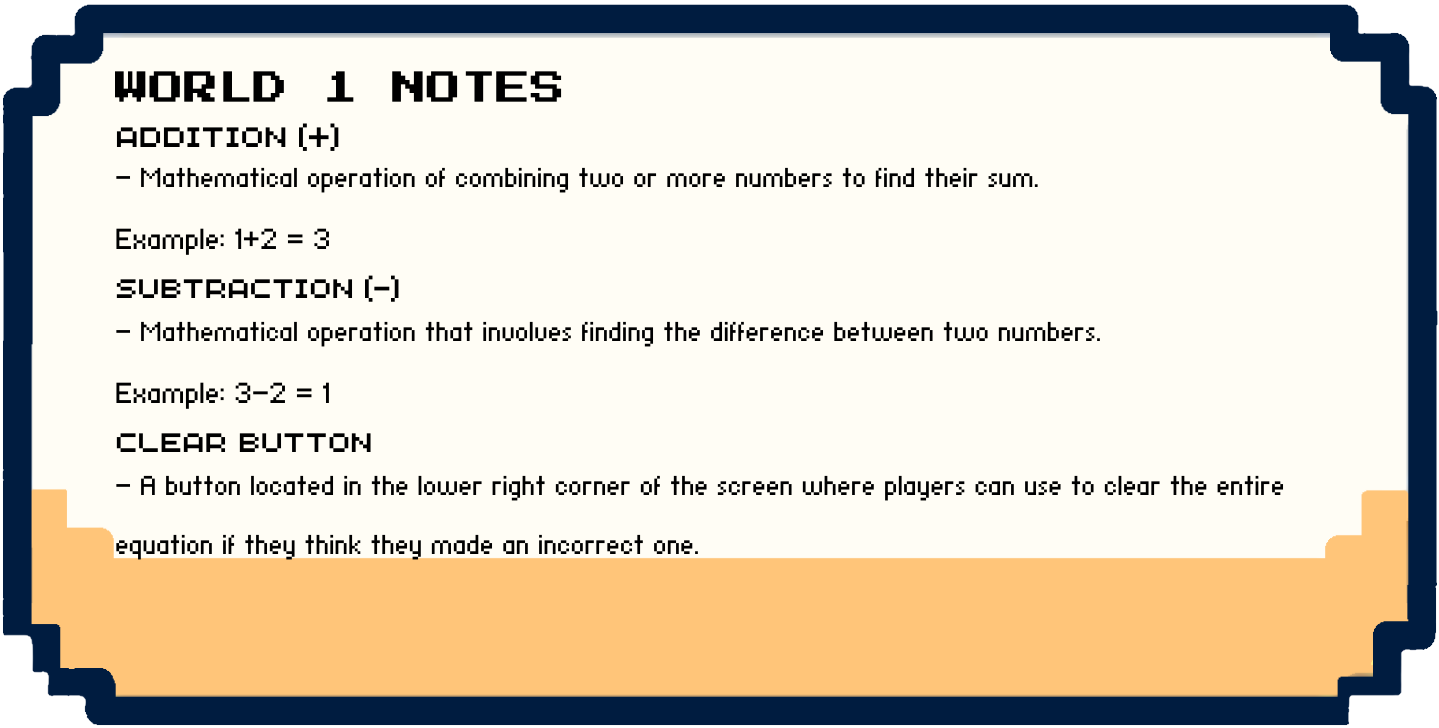 WORLD 1 NOTES
ADDITION (+)
- Mathematical operation of combining two or more numbers to find their sum.
Example: 1+2 = 3
SUBTRACTION (-)
- Mathematical operation that involves finding the difference between two numbers.
Example: 3-2 = 1
CLEAR BUTTON
- A button located in the lower right corner of the screen where players can use to clear the entire
equation if they think they made an incorrect one.